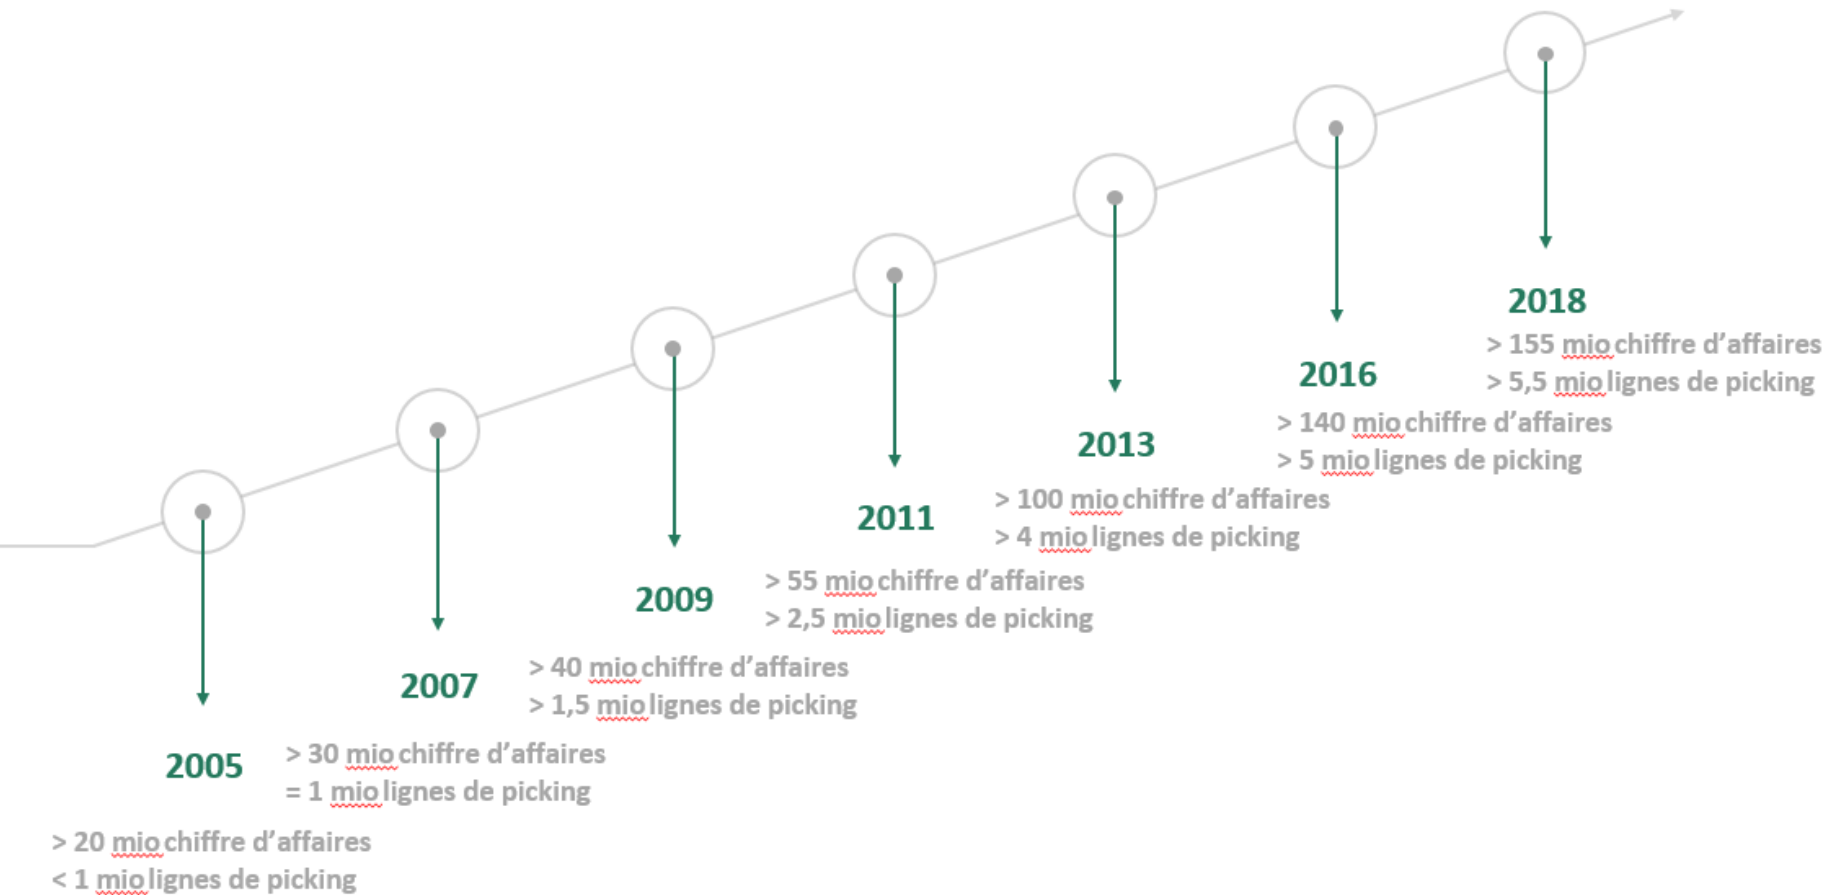 2005
> 20 mio chiffre d’affaires
< 1 mio lignes de picking
2007
> 30 mio chiffre d’affaires
= 1 mio lignes de picking
2009
> 40 mio chiffre d’affaires
> 1,5 mio lignes de picking
2011
> 55 mio chiffre d’affaires
> 2,5 mio lignes de picking
2013
> 100 mio chiffre d’affaires
> 4 mio lignes de picking
2016
> 140 mio chiffre d’affaires
> 5 mio lignes de picking
2018
> 155 mio chiffre d’affaires
> 5,5 mio lignes de picking